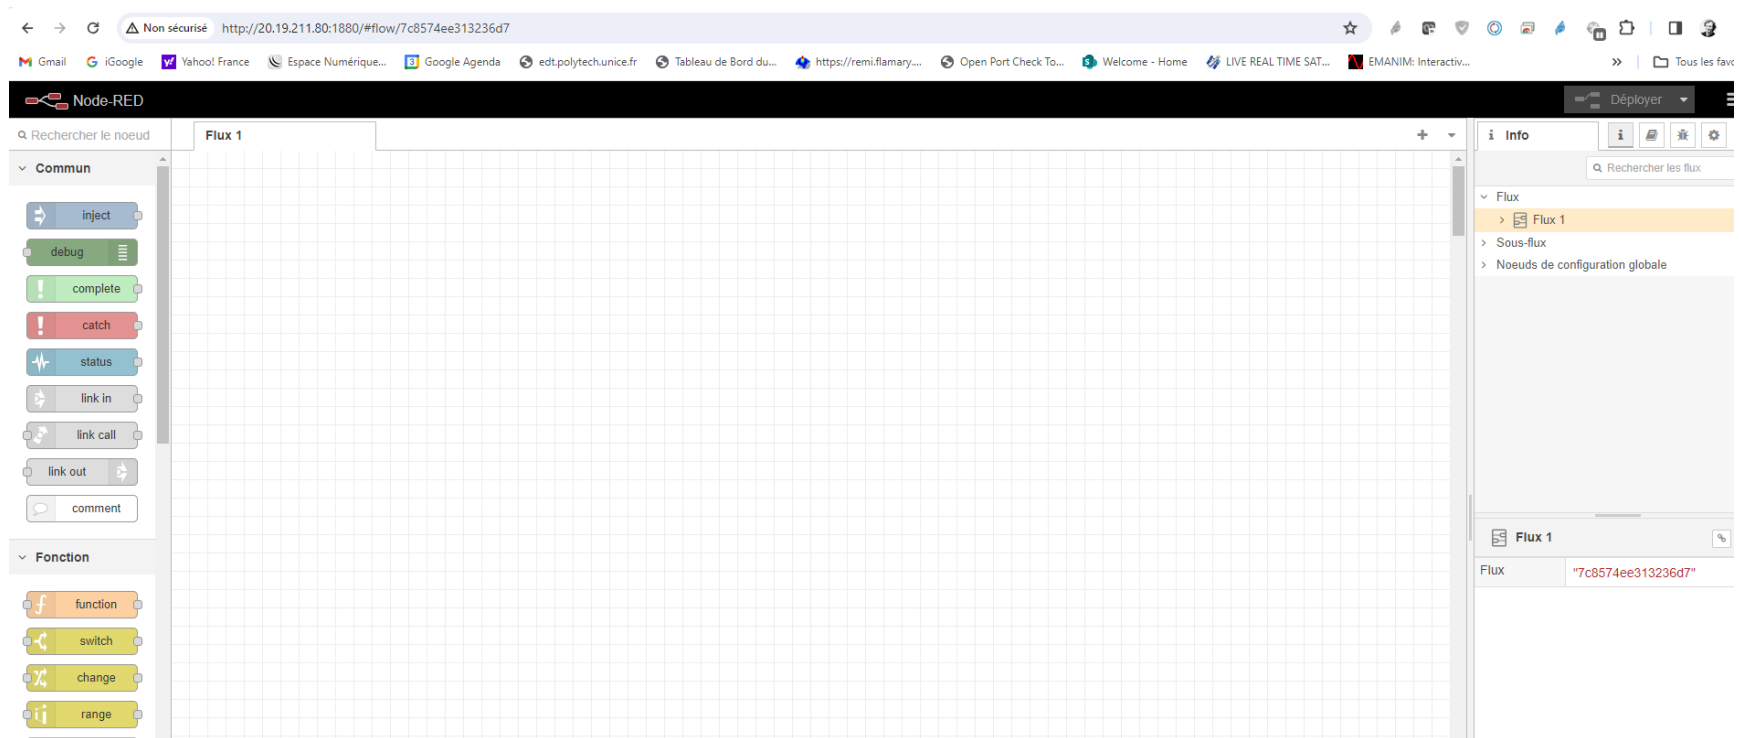 Non sécurisé http://20.19.211.80:1880/#flow/7c8574ee313236d7
Gmail iGoogle Yahoo! France Espace Numérique... Google Agenda edt.polytech.unice.fr Tableau de Bord du... https://remi.flamary.... Open Port Check To... Welcome - Home LIVE REAL TIME SAT... EMANIM: Interactiv... » Tous les favo
Node-RED Déployer
Rechercher le noeud Flux 1 i Info
Commun
Rechercher les flux
inject
debug
complete
catch
status
link in
link call
link out
comment
Fonction
function
switch
change
range
Flux
Flux 1
Sous-flux
Noeuds de configuration globale
Flux 1
Flux "7c8574ee313236d7"